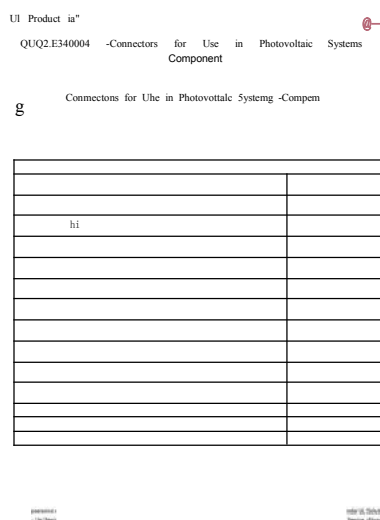 Ul Product ia"
@—
QUQ2.E340004 -Connectors for Use in Photovoltaic Systems
Component
Conmectons for Uhe in Photovottalc 5ystemg -Compem
g
hi